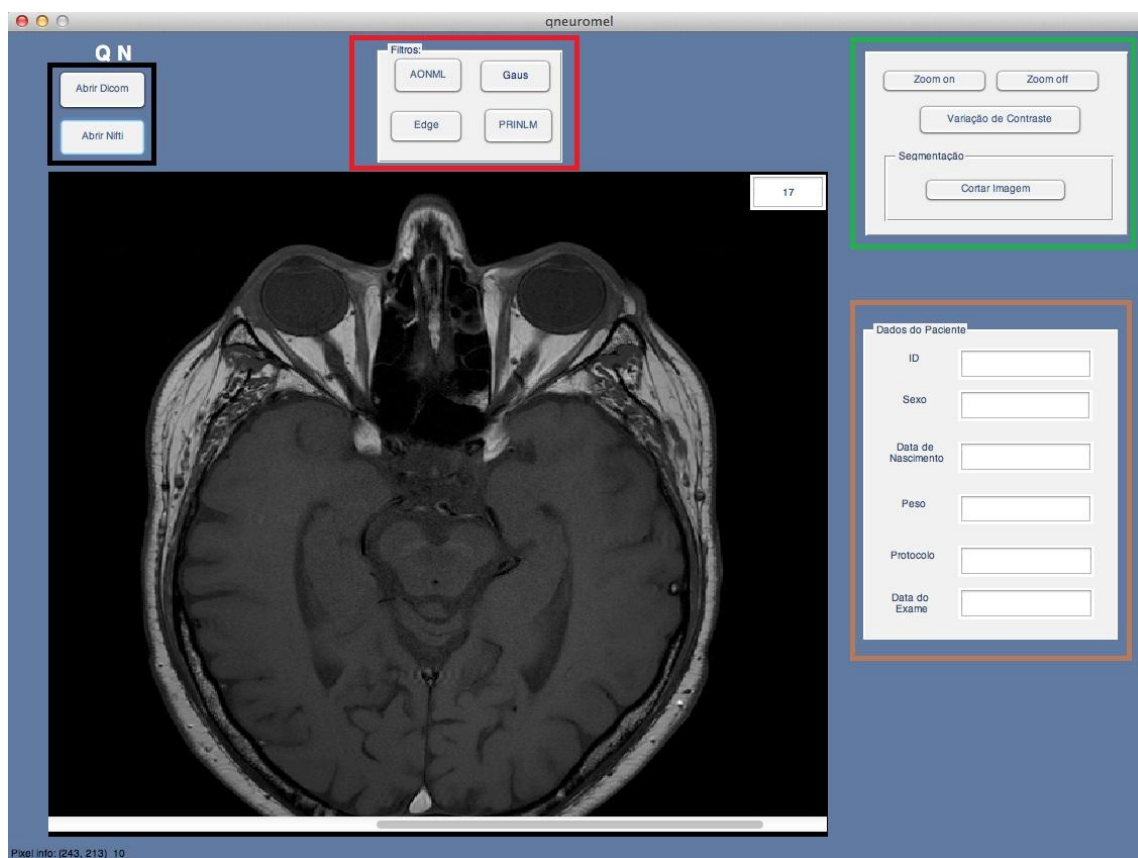 qneuromel
Q N
Abrir Dicom
Abrir Nifti
Filtros:
AONML
Gaus
Edge
PRINLM
Zoom on
Zoom off
Variação de Contraste
Segmentação
Cortar Imagem
17
Dados do Paciente
ID
Sexo
Data de
Nascimento
Peso
Protocolo
Data do
Exame
Pixel info: (243, 213) 10